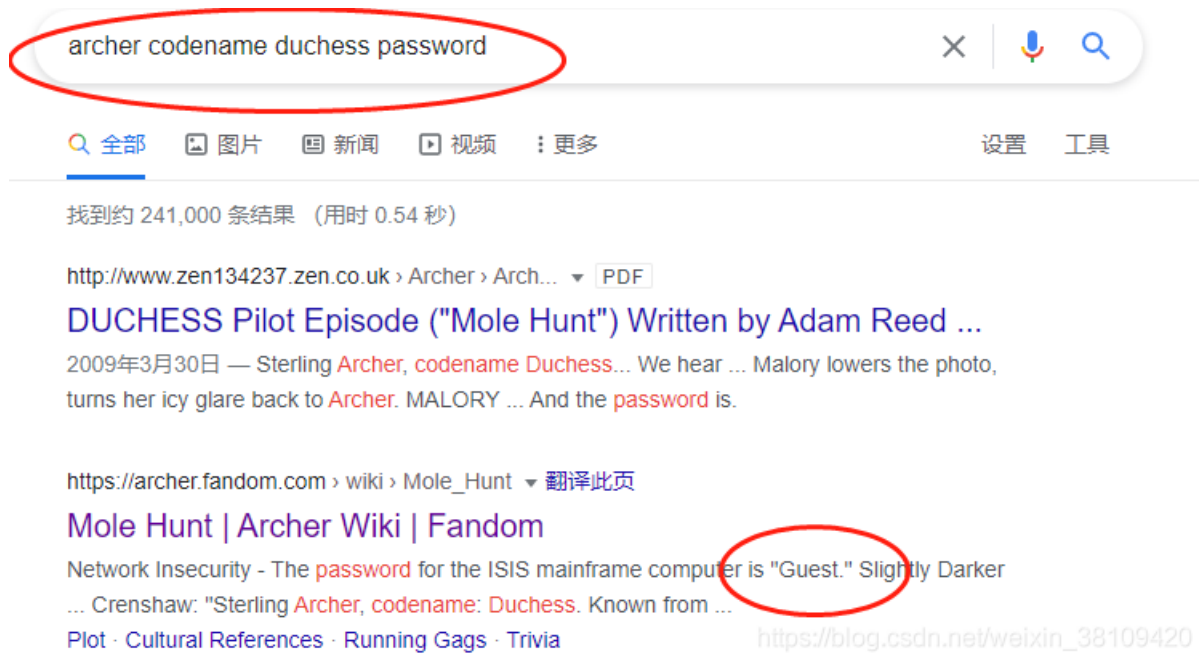 archer codename duchess password
全部 图片 新闻 视频 更多 设置 工具
找到约 241,000 条结果 （用时 0.54 秒）
http://www.zen134237.zen.co.uk › Archer › Arch... PDF
DUCHESS Pilot Episode ("Mole Hunt") Written by Adam Reed ...
2009年3月30日 — Sterling Archer, codename Duchess... We hear ... Malory lowers the photo,
turns her icy glare back to Archer. MALORY ... And the password is.
https://archer.fandom.com › wiki › Mole_Hunt 翻译此页
Mole Hunt | Archer Wiki | Fandom
Network Insecurity - The password for the ISIS mainframe computer is "Guest." Slightly Darker
... Crenshaw: "Sterling Archer, codename: Duchess. Known from ...
Plot · Cultural References · Running Gags · Trivia
https://blog.csdn.net/weixin_38109420